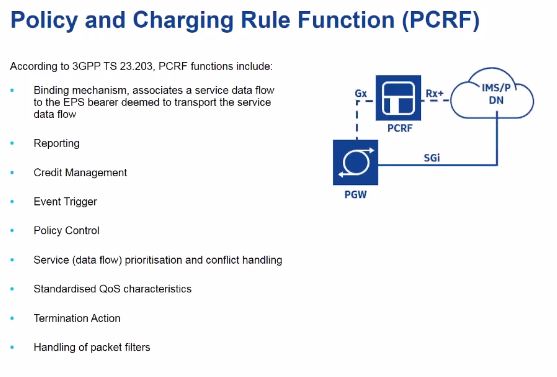 Policy and Charging Rule Function (PCRF)
According to 3GPP TS 23.203, PCRF functions include:
Binding mechanism, associates a service data flow
to the EPS bearer deemed to transport the service
data flow
Reporting
Credit Management
Event Trigger
Policy Control
Service (data flow) prioritisation and conflict handling
Standardised QoS characteristics
Termination Action
Handling of packet filters
Gx
Rx+
IMS/P
DN
PCRF
SGi
PGW